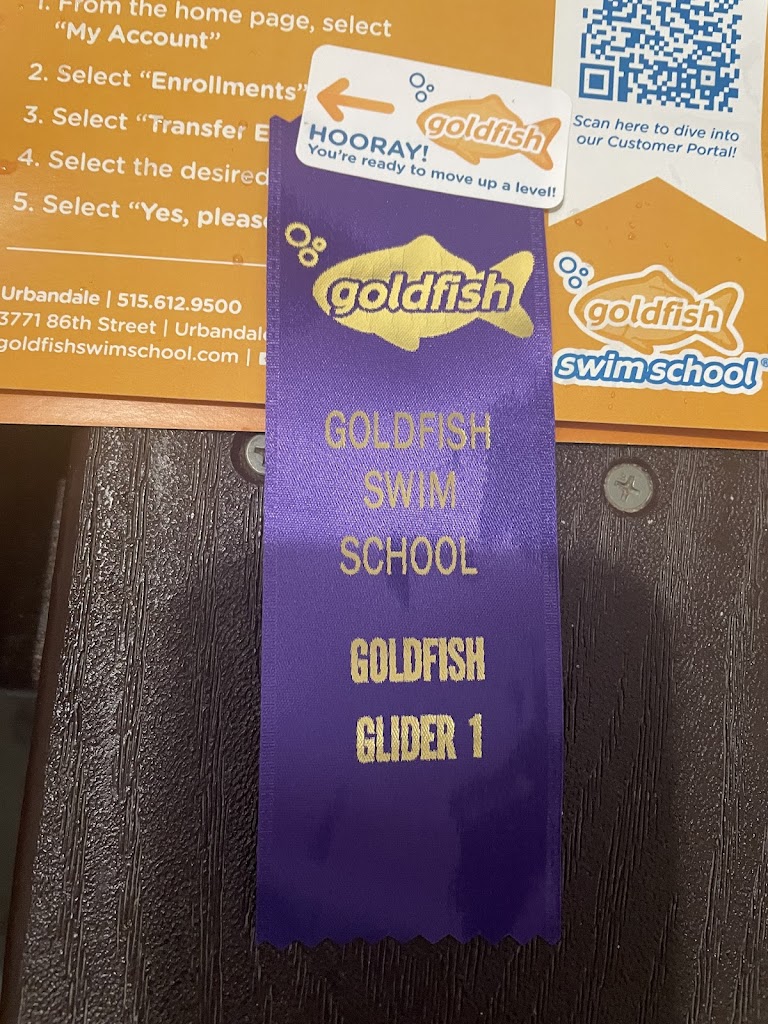 1. From the home page, select
“My Account”
2. Select “Enrollments”
3. Select “Transfer E
4. Select the desired
5. Select “Yes, please
Urbandale | 515.612.9500
3771 86th Street | Urbandale
goldfishswimschool.com |
goldfish
HOORAY!
You’re ready to move up a level!
Scan here to dive into
our Customer Portal!
goldfish
swim school®
goldfish
GOLDFISH
SWIM
SCHOOL
GOLDFISH
GLIDER 1